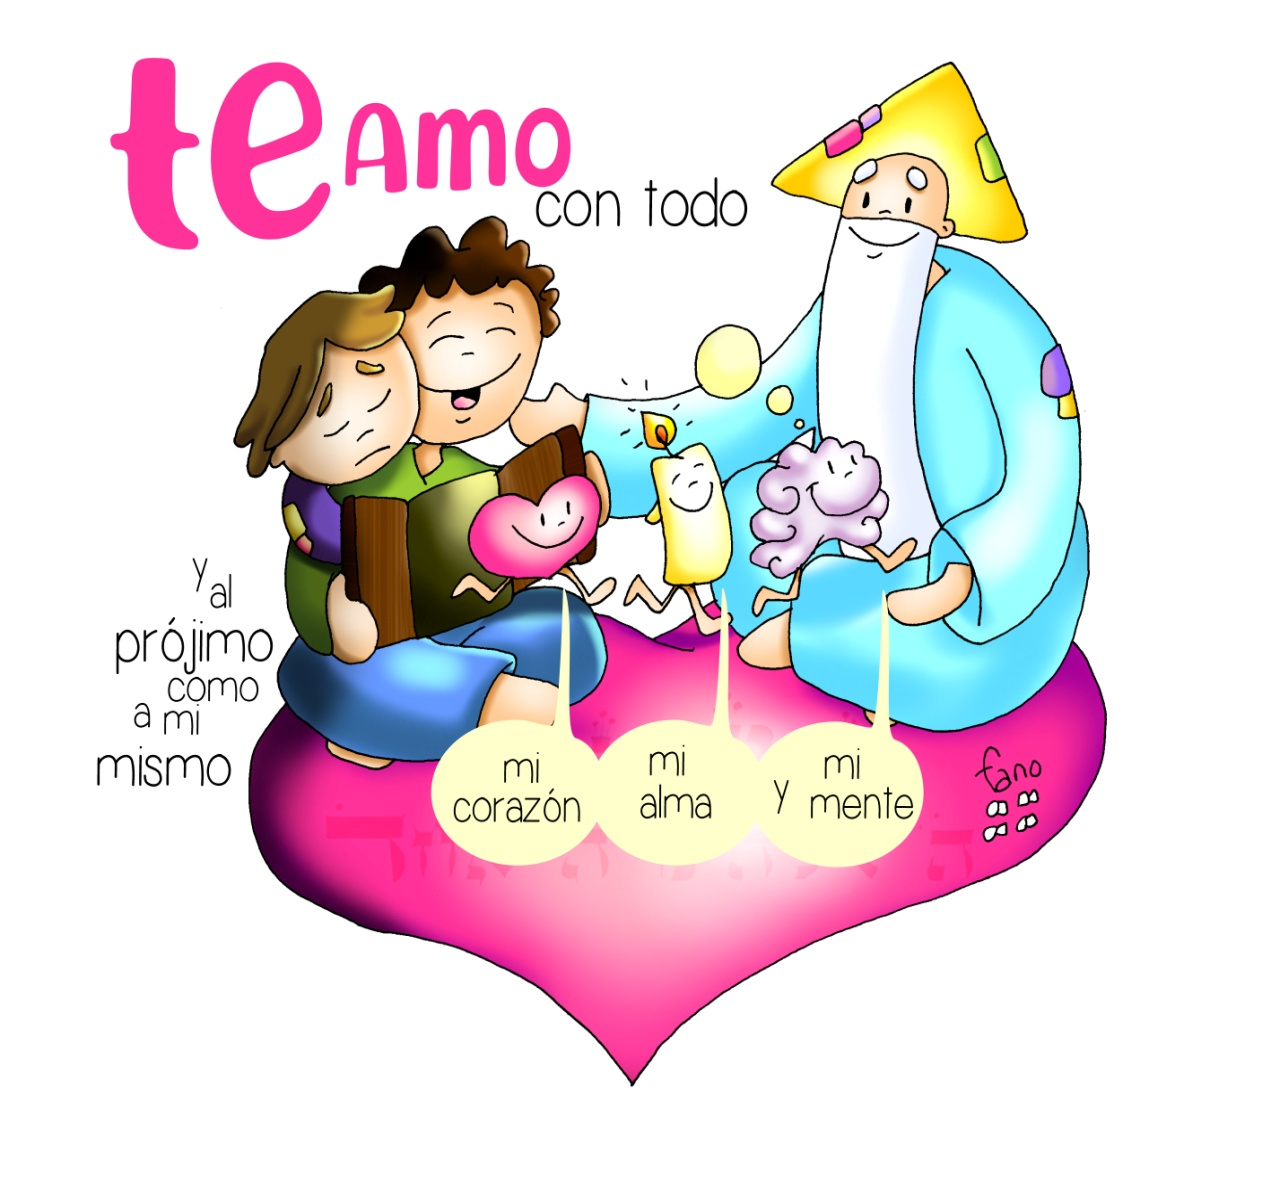 te AMO
con todo
mi
corazón
mi
alma
y mi
mente
y
al
prójimo
como
a mi
mismo
fano